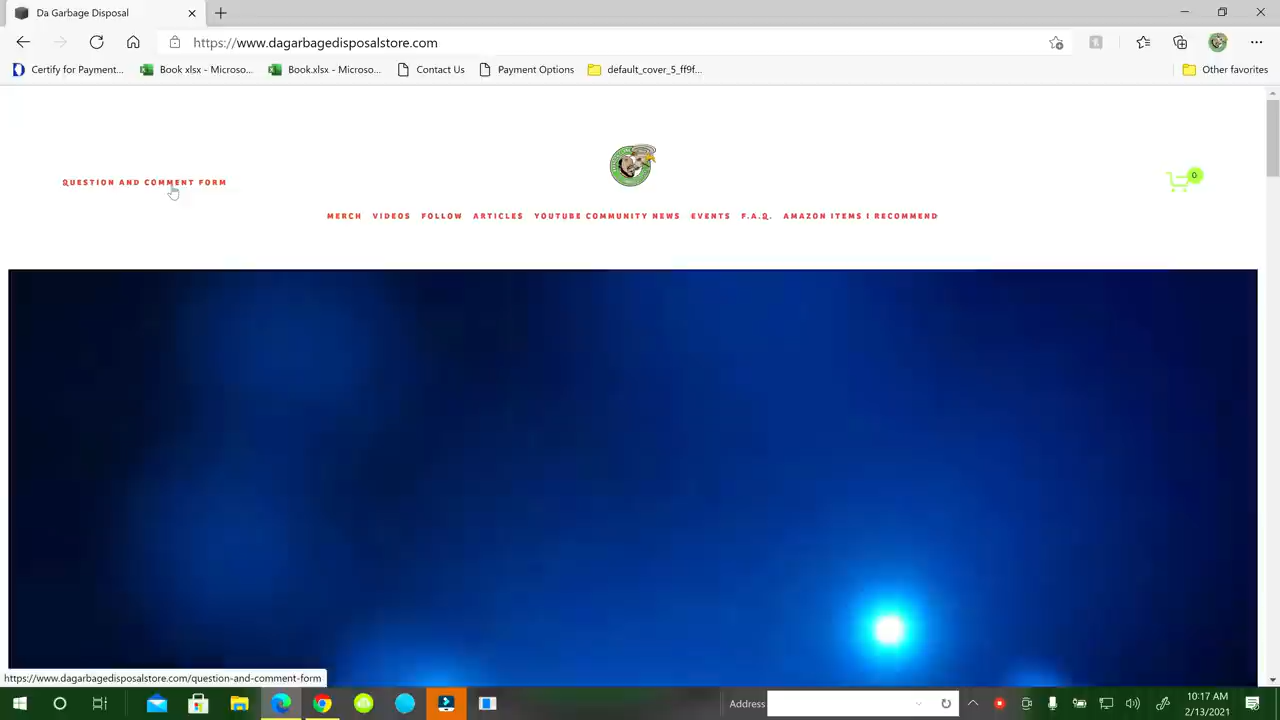 Da Garbage Disposal
https://www.dagarbagedisposalstore.com
Certify for Payment...
Book xlsx - Microso...
Book.xlsx - Microso...
Contact Us
Payment Options
default_cover_5_ff9f...
Other favorites
QUESTION AND COMMENT FORM
0
MERCH VIDEOS FOLLOW ARTICLES YOUTUBE COMMUNITY NEWS EVENTS F.A.Q. AMAZON ITEMS I RECOMMEND
https://www.dagarbagedisposalstore.com/question-and-comment-form
Address
10:17 AM
2/13/2021